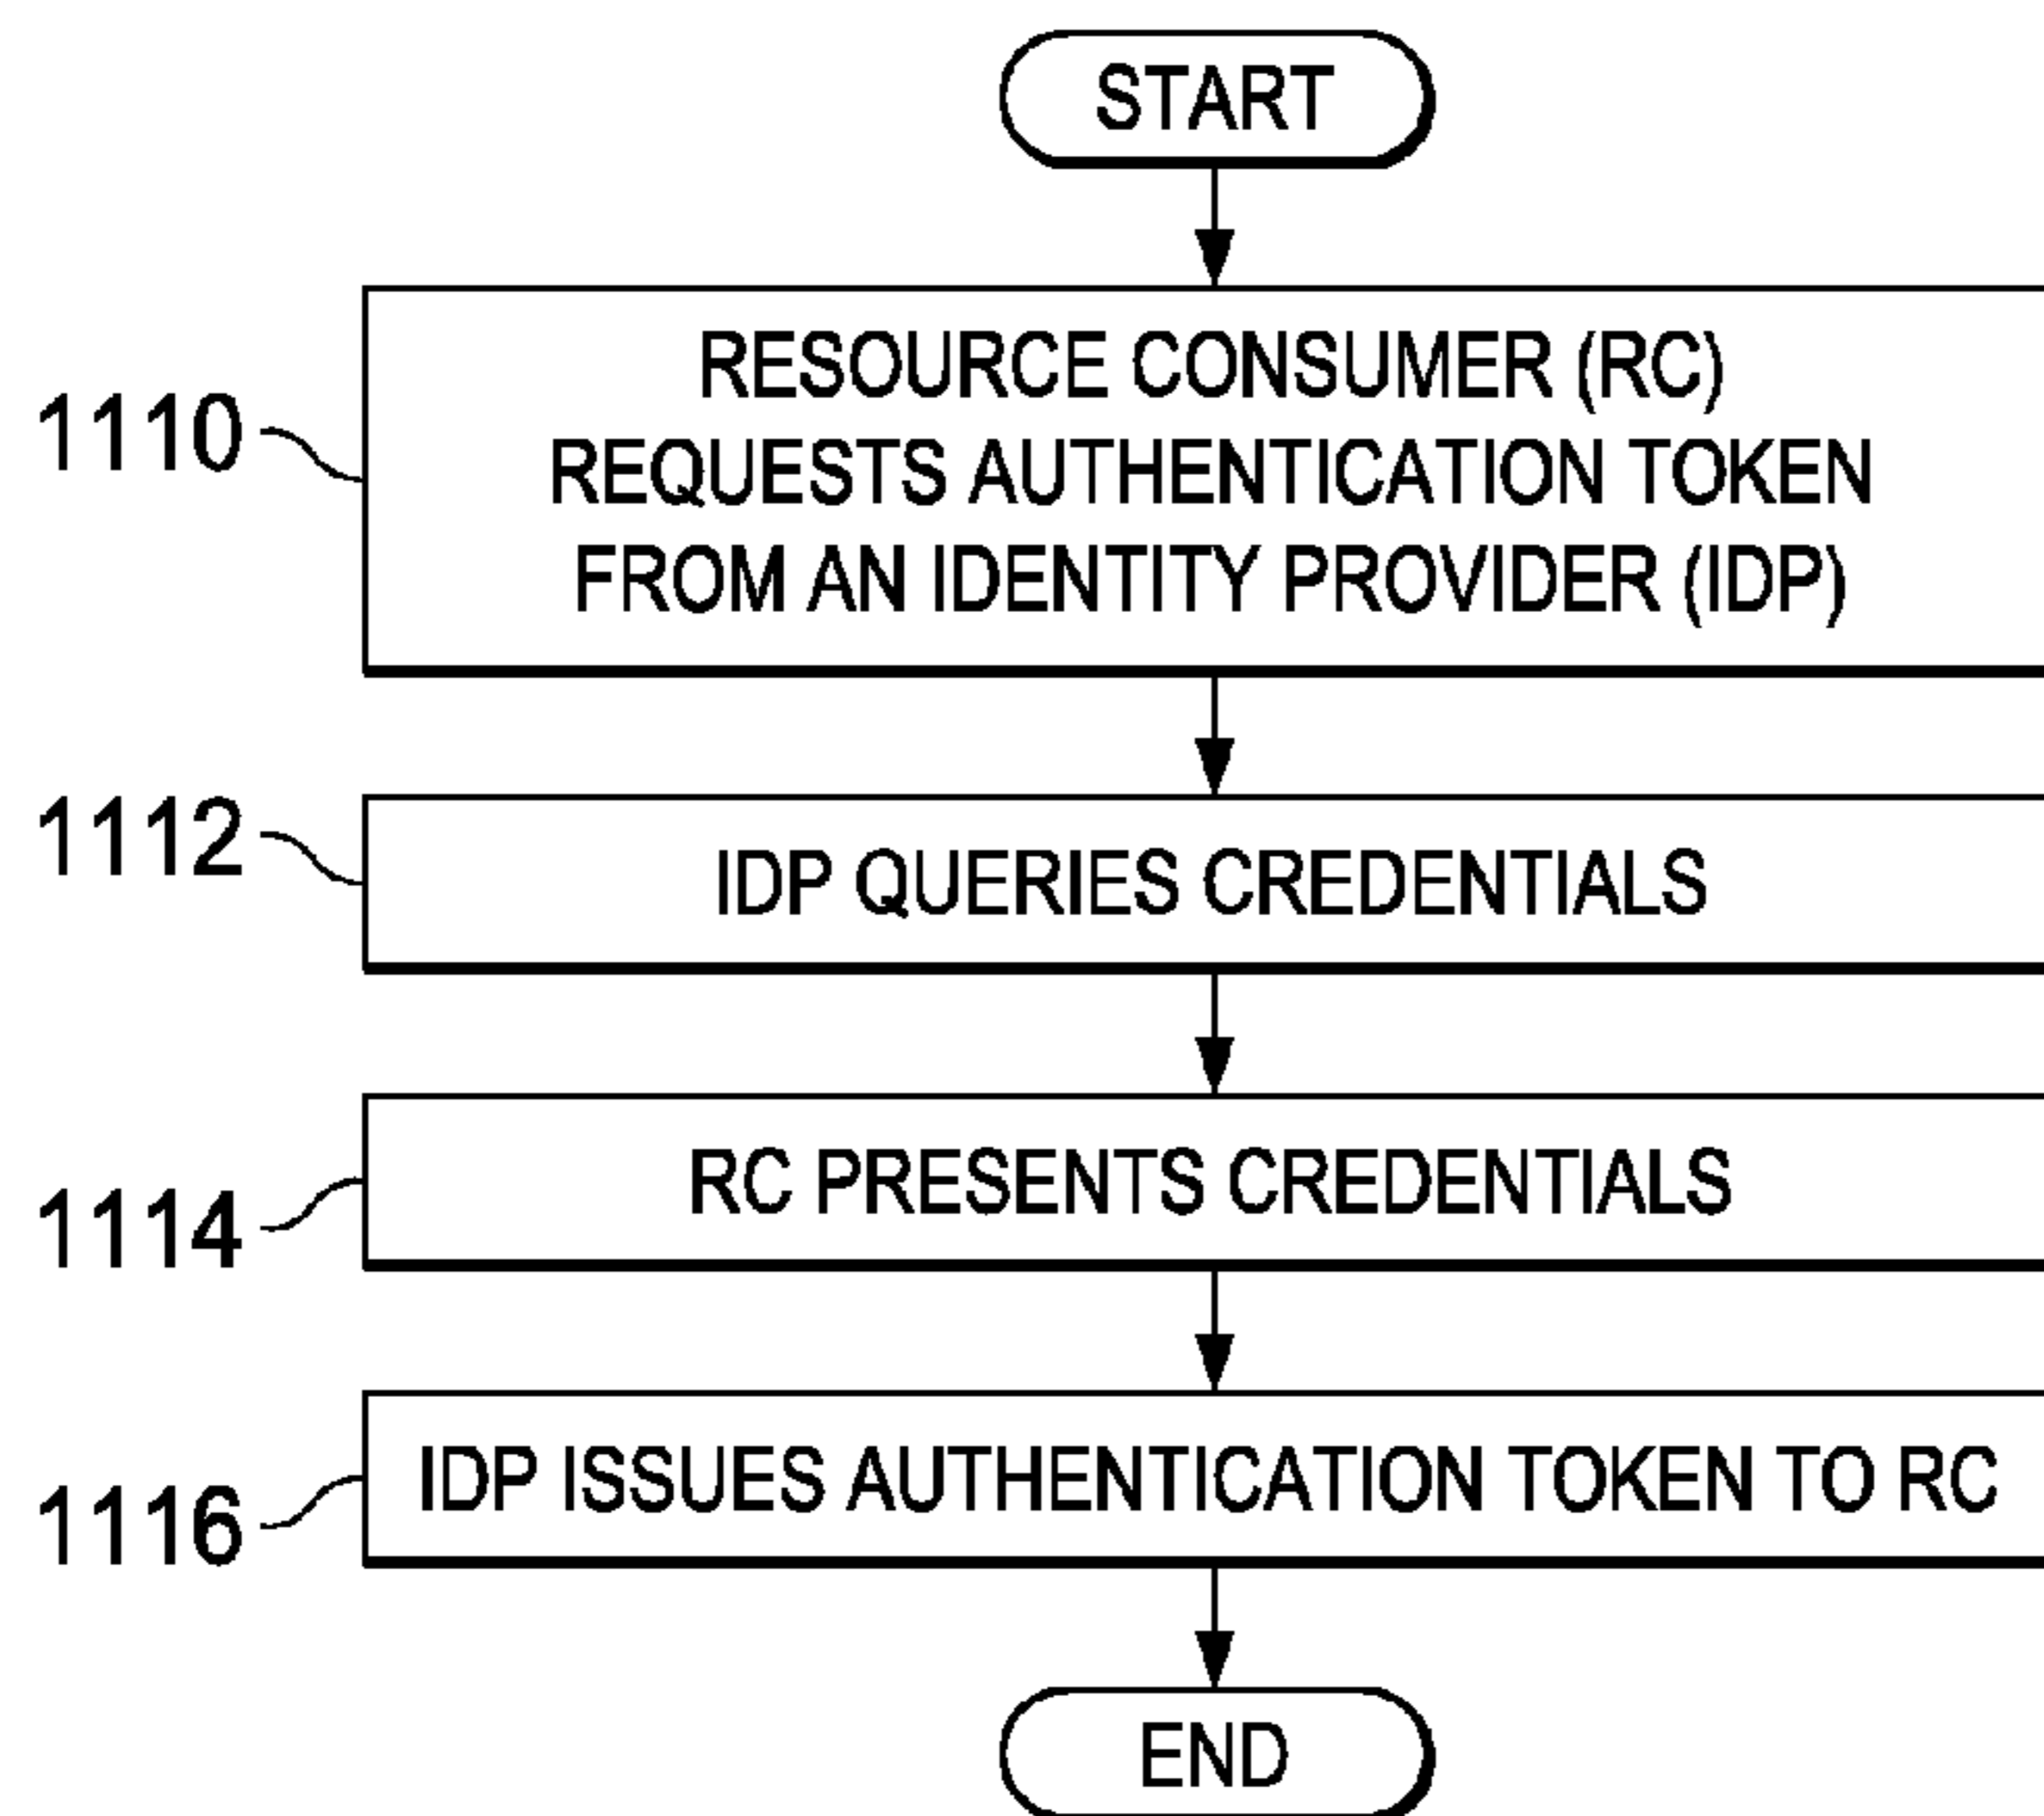 START
1110
RESOURCE CONSUMER (RC)
REQUESTS AUTHENTICATION TOKEN
FROM AN IDENTITY PROVIDER (IDP)
1112
IDP QUERIES CREDENTIALS
1114
RC PRESENTS CREDENTIALS
1116
IDP ISSUES AUTHENTICATION TOKEN TO RC
END